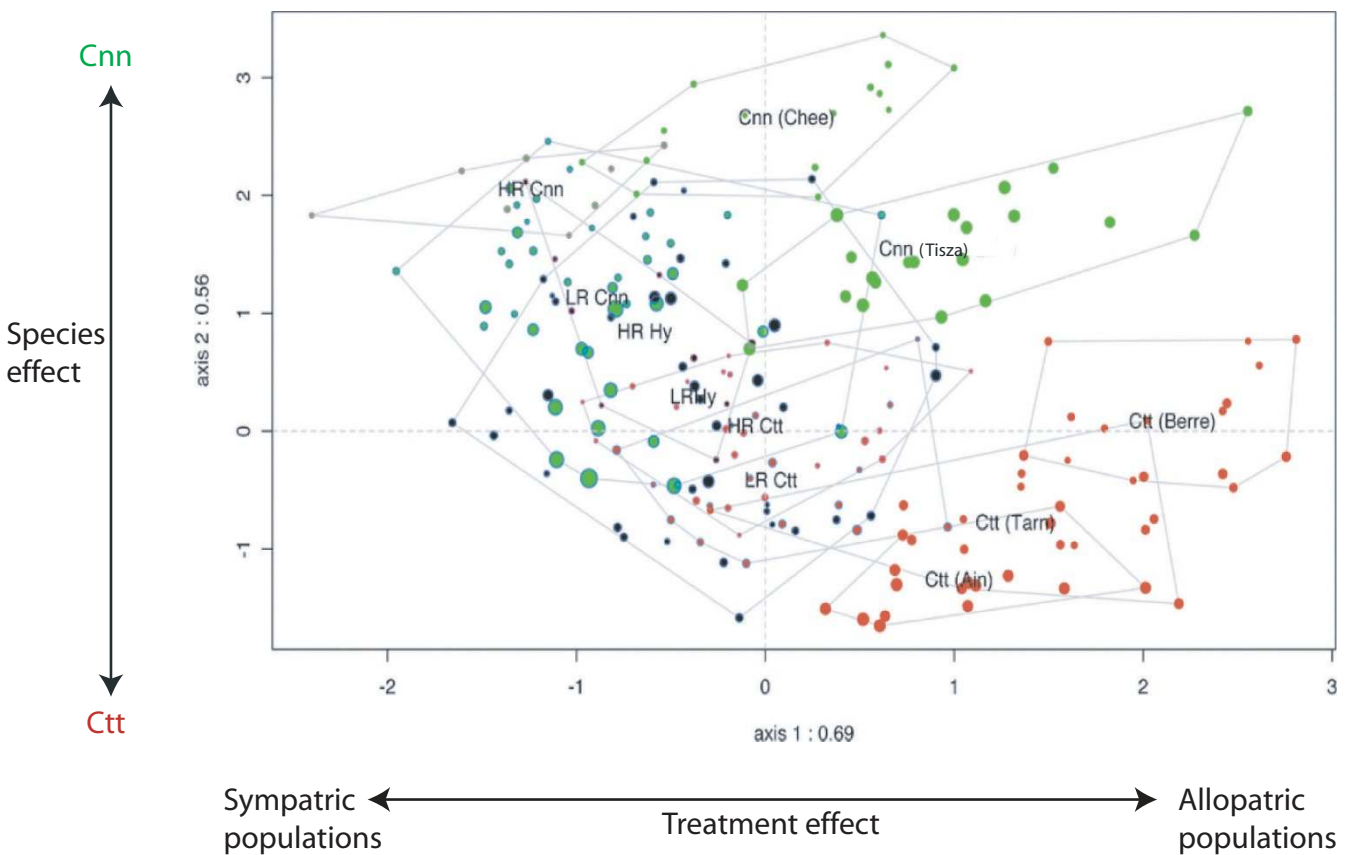 Cnn
Species
effect
Ctt
axis 2 : 0.56
3
2
1
0
-1
Cnn (Chee)
HR Cnn
Cnn (Tisza)
LR Cnn
HR Hy
LRHy
HR Ctt
Ctt (Berre)
LR Ctt
Ctt (Tarn)
Ctt (Ain)
-2
-1
0
1
2
3
axis 1 : 0.69
Sympatric
populations
Treatment effect
Allopatric
populations